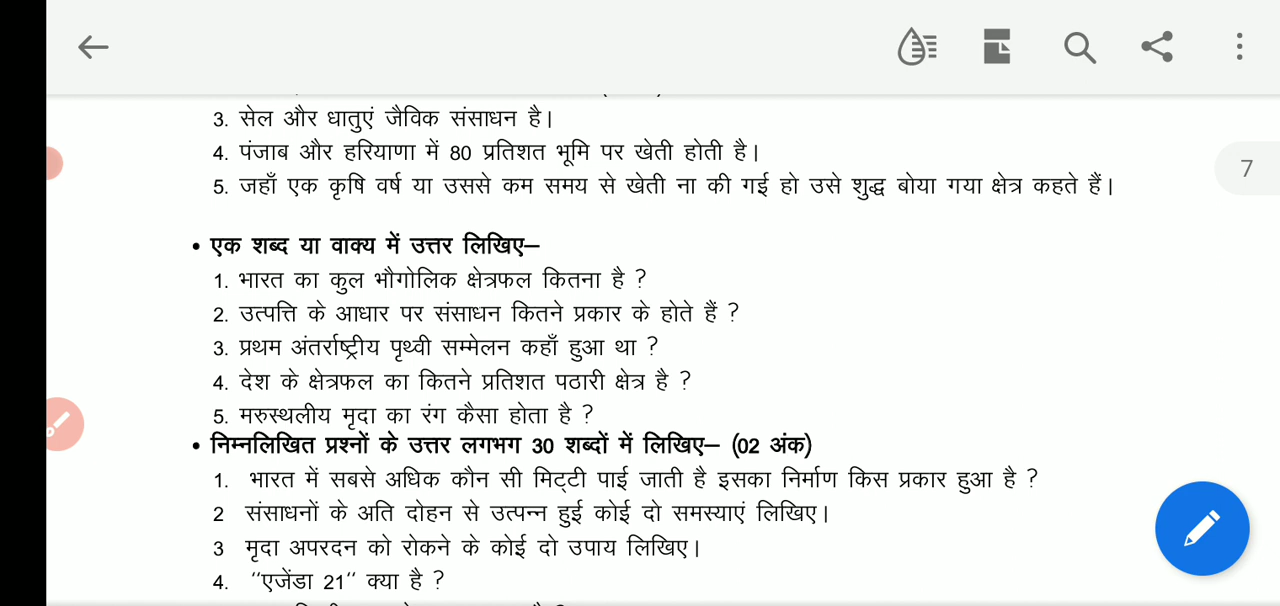 3. सेल और धातुएं जैविक संसाधन है।
4. पंजाब और हरियाणा में 80 प्रतिशत भूमि पर खेती होती है।
5. जहाँ एक कृषि वर्ष या उससे कम समय से खेती ना की गई हो उसे शुद्ध बोया गया क्षेत्र कहते हैं।
7
• एक शब्द या वाक्य में उत्तर लिखिए–
1. भारत का कुल भौगोलिक क्षेत्रफल कितना है ?
2. उत्पत्ति के आधार पर संसाधन कितने प्रकार के होते हैं ?
3. प्रथम अंतर्राष्ट्रीय पृथ्वी सम्मेलन कहाँ हुआ था ?
4. देश के क्षेत्रफल का कितने प्रतिशत पठारी क्षेत्र है ?
5. मरुस्थलीय मृदा का रंग कैसा होता है ?
• निम्नलिखित प्रश्नों के उत्तर लगभग 30 शब्दों में लिखिए– (02 अंक)
1. भारत में सबसे अधिक कौन सी मिट्टी पाई जाती है इसका निर्माण किस प्रकार हुआ है ?
2 संसाधनों के अति दोहन से उत्पन्न हुई कोई दो समस्याएं लिखिए।
3 मृदा अपरदन को रोकने के कोई दो उपाय लिखिए।
4. "एजेंडा 21" क्या है ?